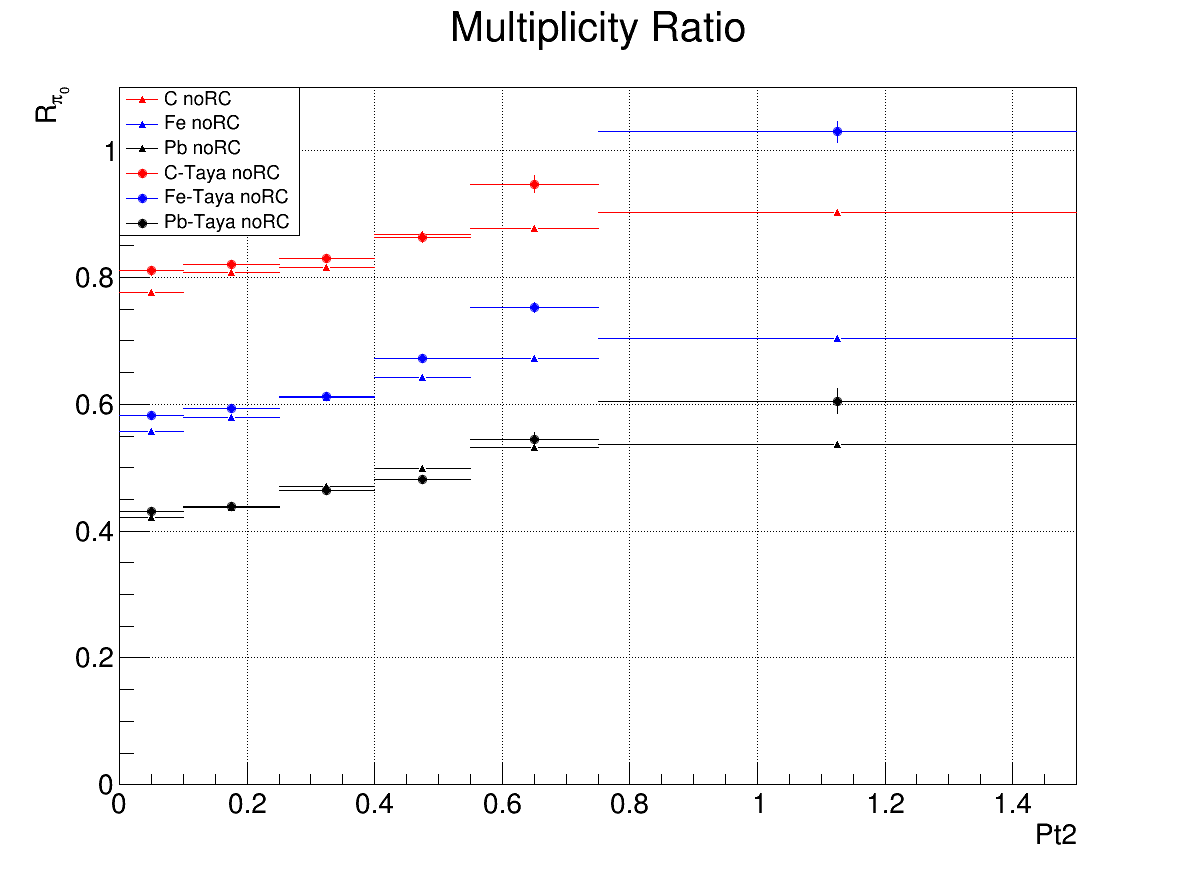 Multiplicity Ratio
Rπ0
C noRC
Fe noRC
Pb noRC
C-Taya noRC
Fe-Taya noRC
Pb-Taya noRC
1
0.8
0.6
0.4
0.2
0
0 0.2 0.4 0.6 0.8 1 1.2 1.4
Pt2